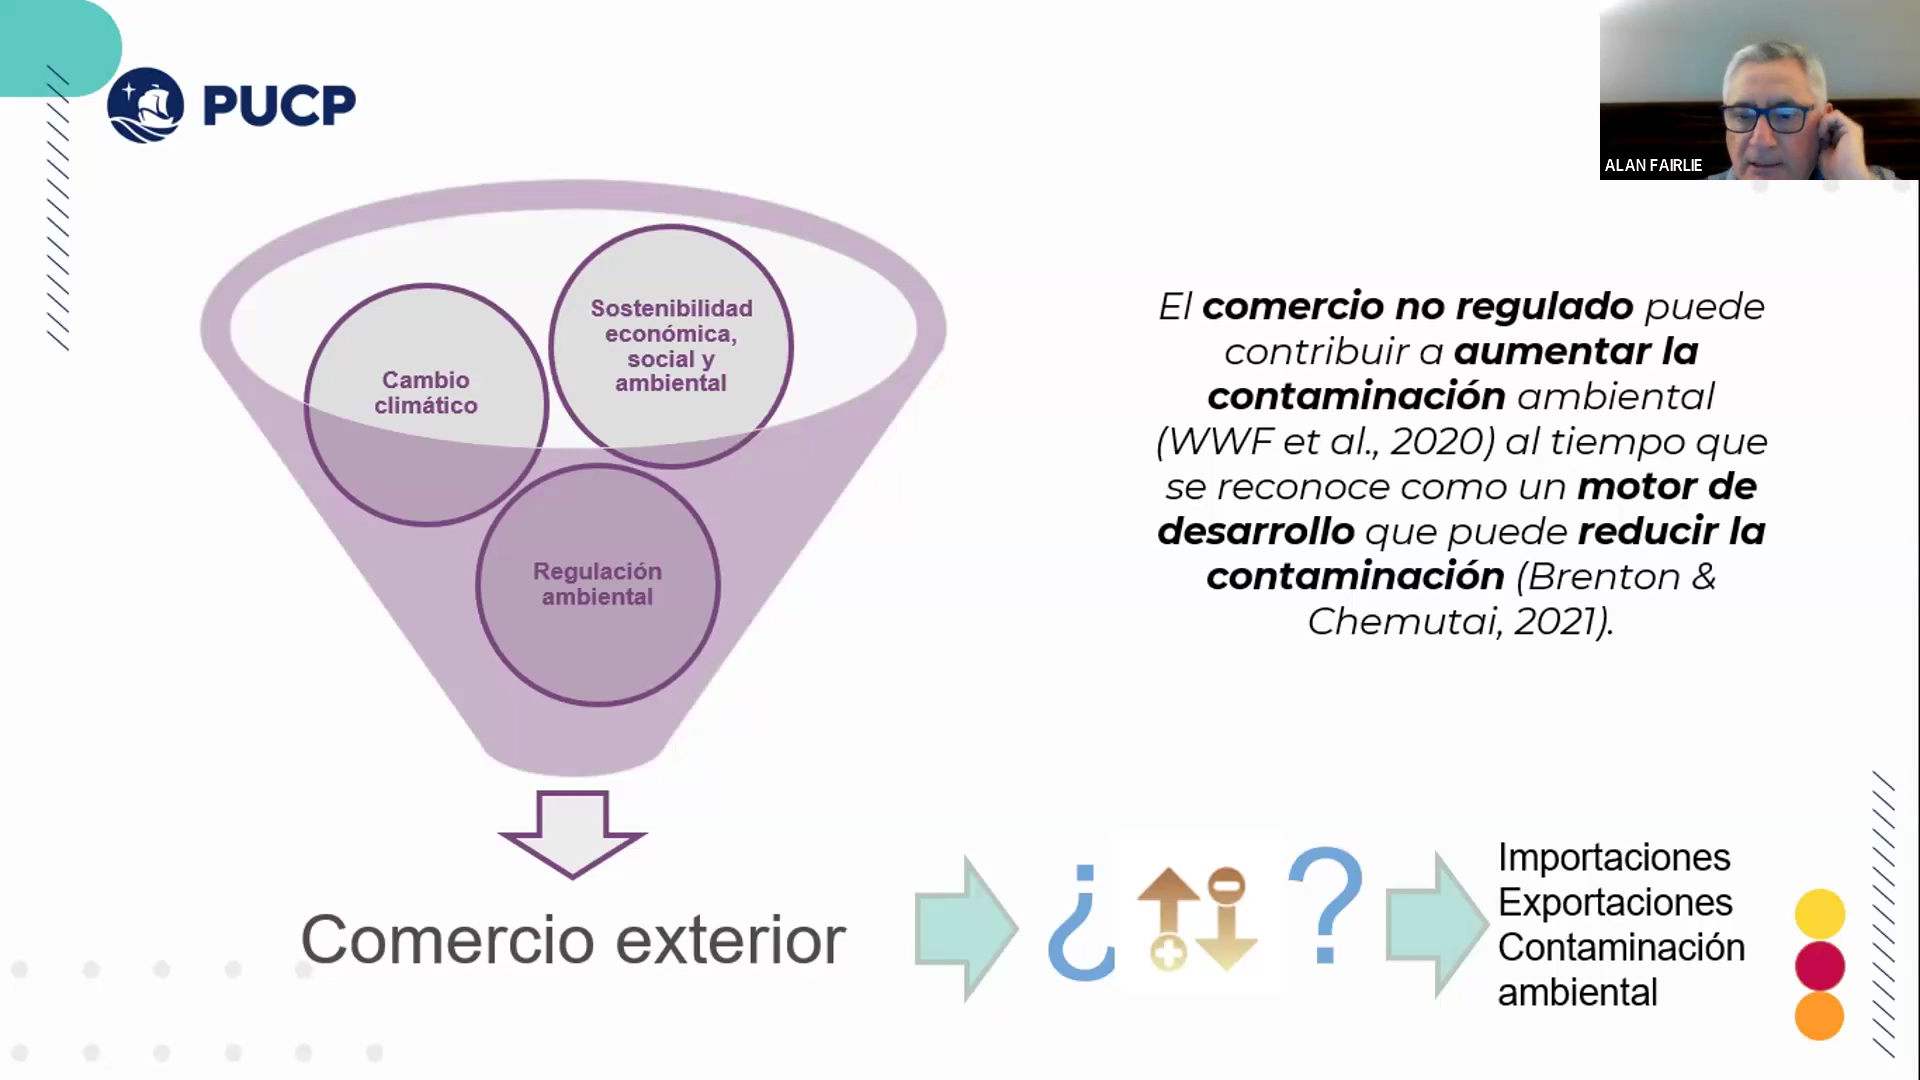 PUCP
ALAN FAIRLIE
Sostenibilidad
económica,
social y
ambiental
Cambio
climático
Regulación
ambiental
El comercio no regulado puede
contribuir a aumentar la
contaminación ambiental
(WWF et al., 2020) al tiempo que
se reconoce como un motor de
desarrollo que puede reducir la
contaminación (Brenton &
Chemutai, 2021).
Comercio exterior
¿ ?
Importaciones
Exportaciones
Contaminación
ambiental